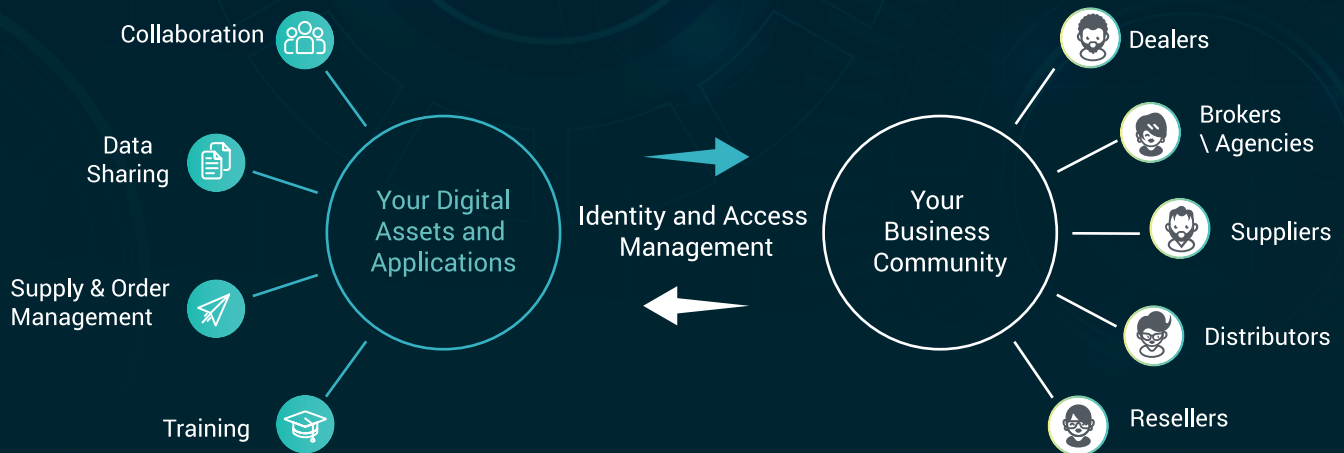 Collaboration
Data
Sharing
Supply & Order
Management
Training
Your Digital
Assets and
Applications
Identity and Access
Management
Your
Business
Community
Dealers
Brokers
\ Agencies
Suppliers
Distributors
Resellers